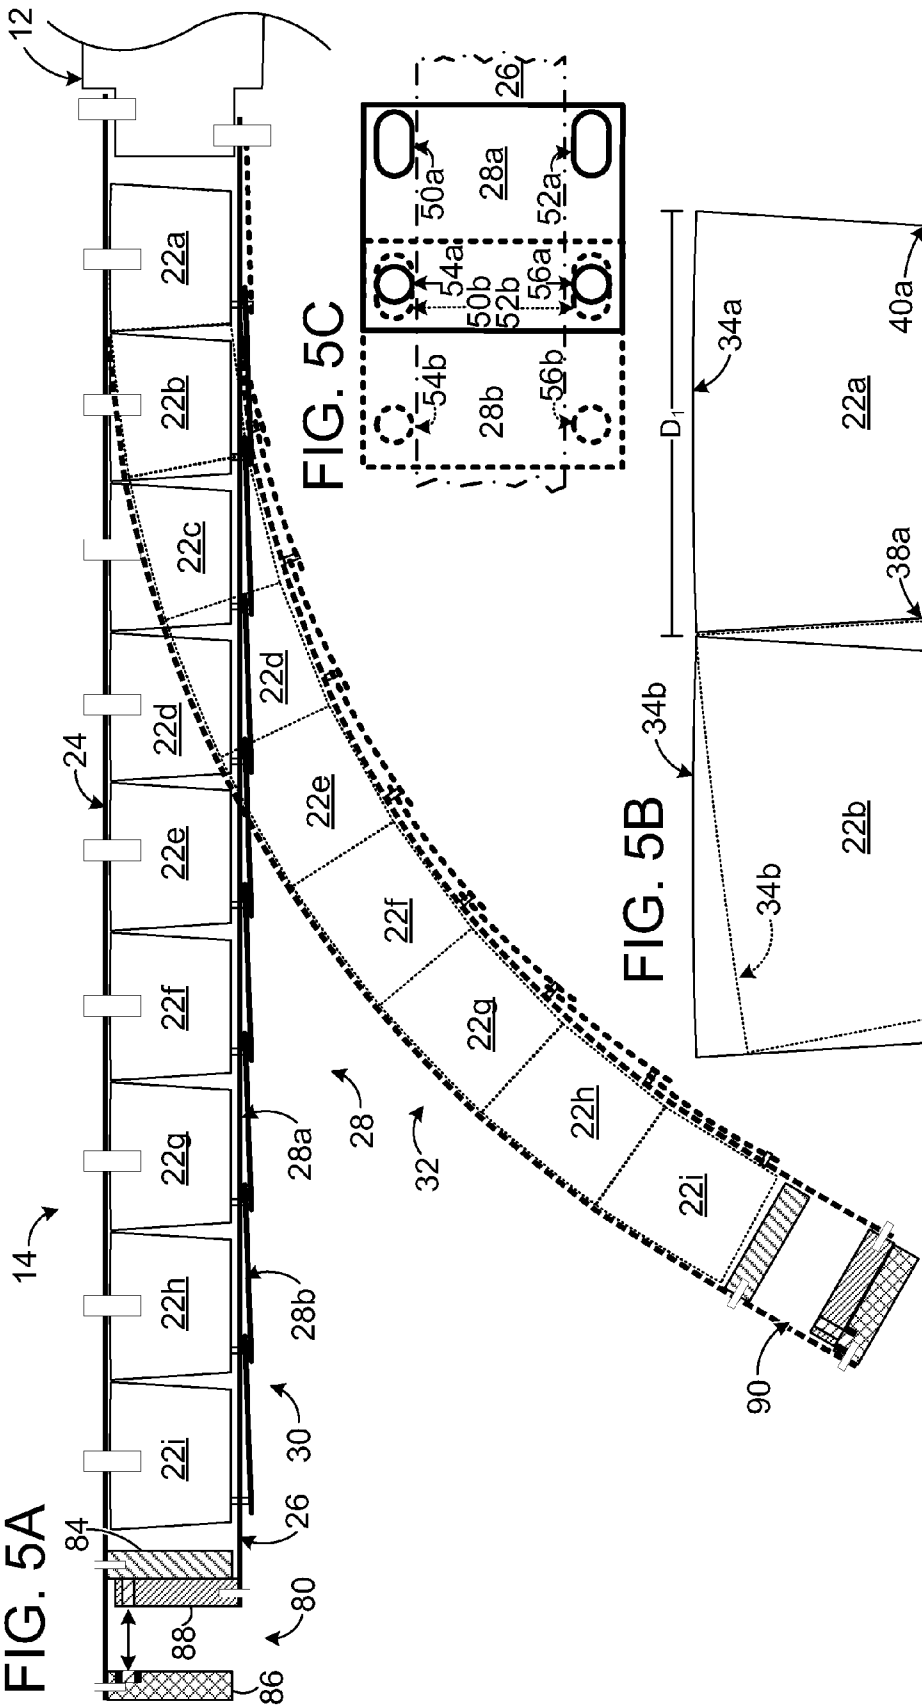 FIG. 5A
14
24
12
22i
22h
22g
22f
22e
22d
22c
22b
22a
84
86
88
80
26
30
28b
28a
28
32
22d
22e
22f
22g
22h
22i
90
FIG. 5C
54b
56b
28b
54a
50b
52b
56a
50a
28a
52a
26
FIG. 5B
34b
34b
22b
D1
34a
22a
38a
40a